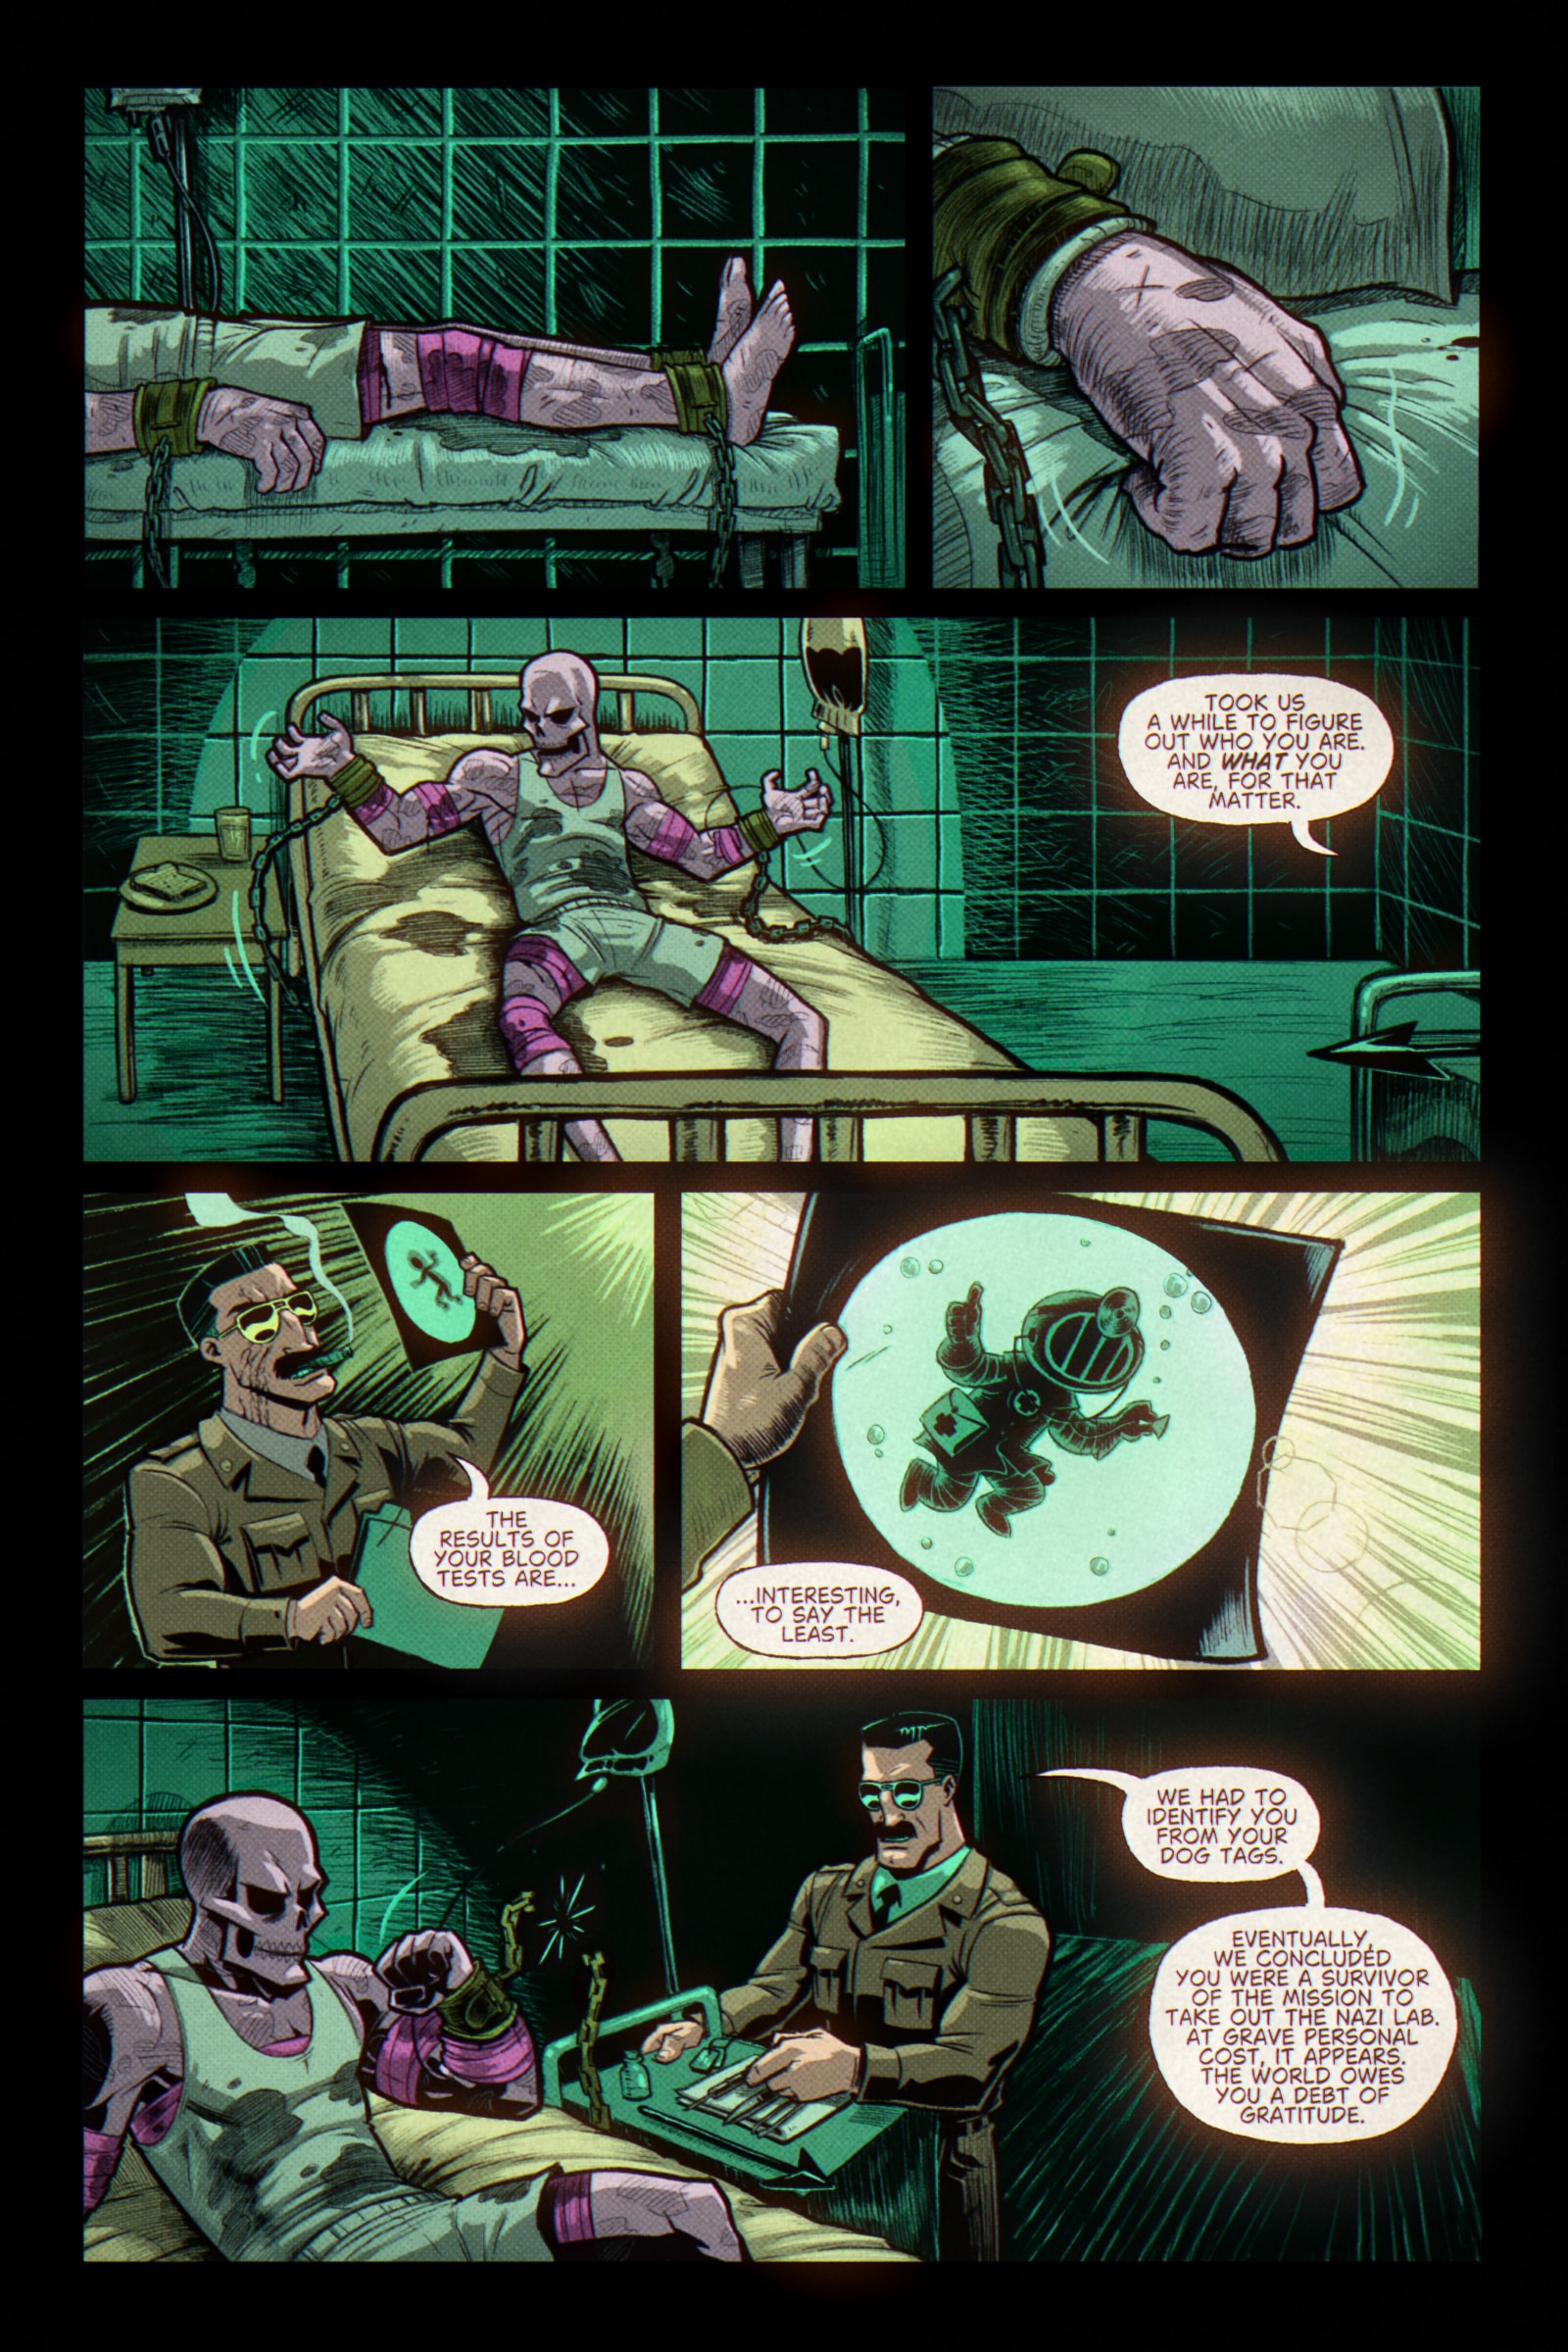 TOOK US
A WHILE TO FIGURE
OUT WHO YOU ARE.
AND WHAT YOU
ARE, FOR THAT
MATTER.
THE
RESULTS OF
YOUR BLOOD
TESTS ARE...
...INTERESTING,
TO SAY THE
LEAST.
WE HAD TO
IDENTIFY YOU
FROM YOUR
DOG TAGS.
EVENTUALLY,
WE CONCLUDED
YOU WERE A SURVIVOR
OF THE MISSION TO
TAKE OUT THE NAZI LAB.
AT GRAVE PERSONAL
COST, IT APPEARS.
THE WORLD OWES
YOU A DEBT OF
GRATITUDE.